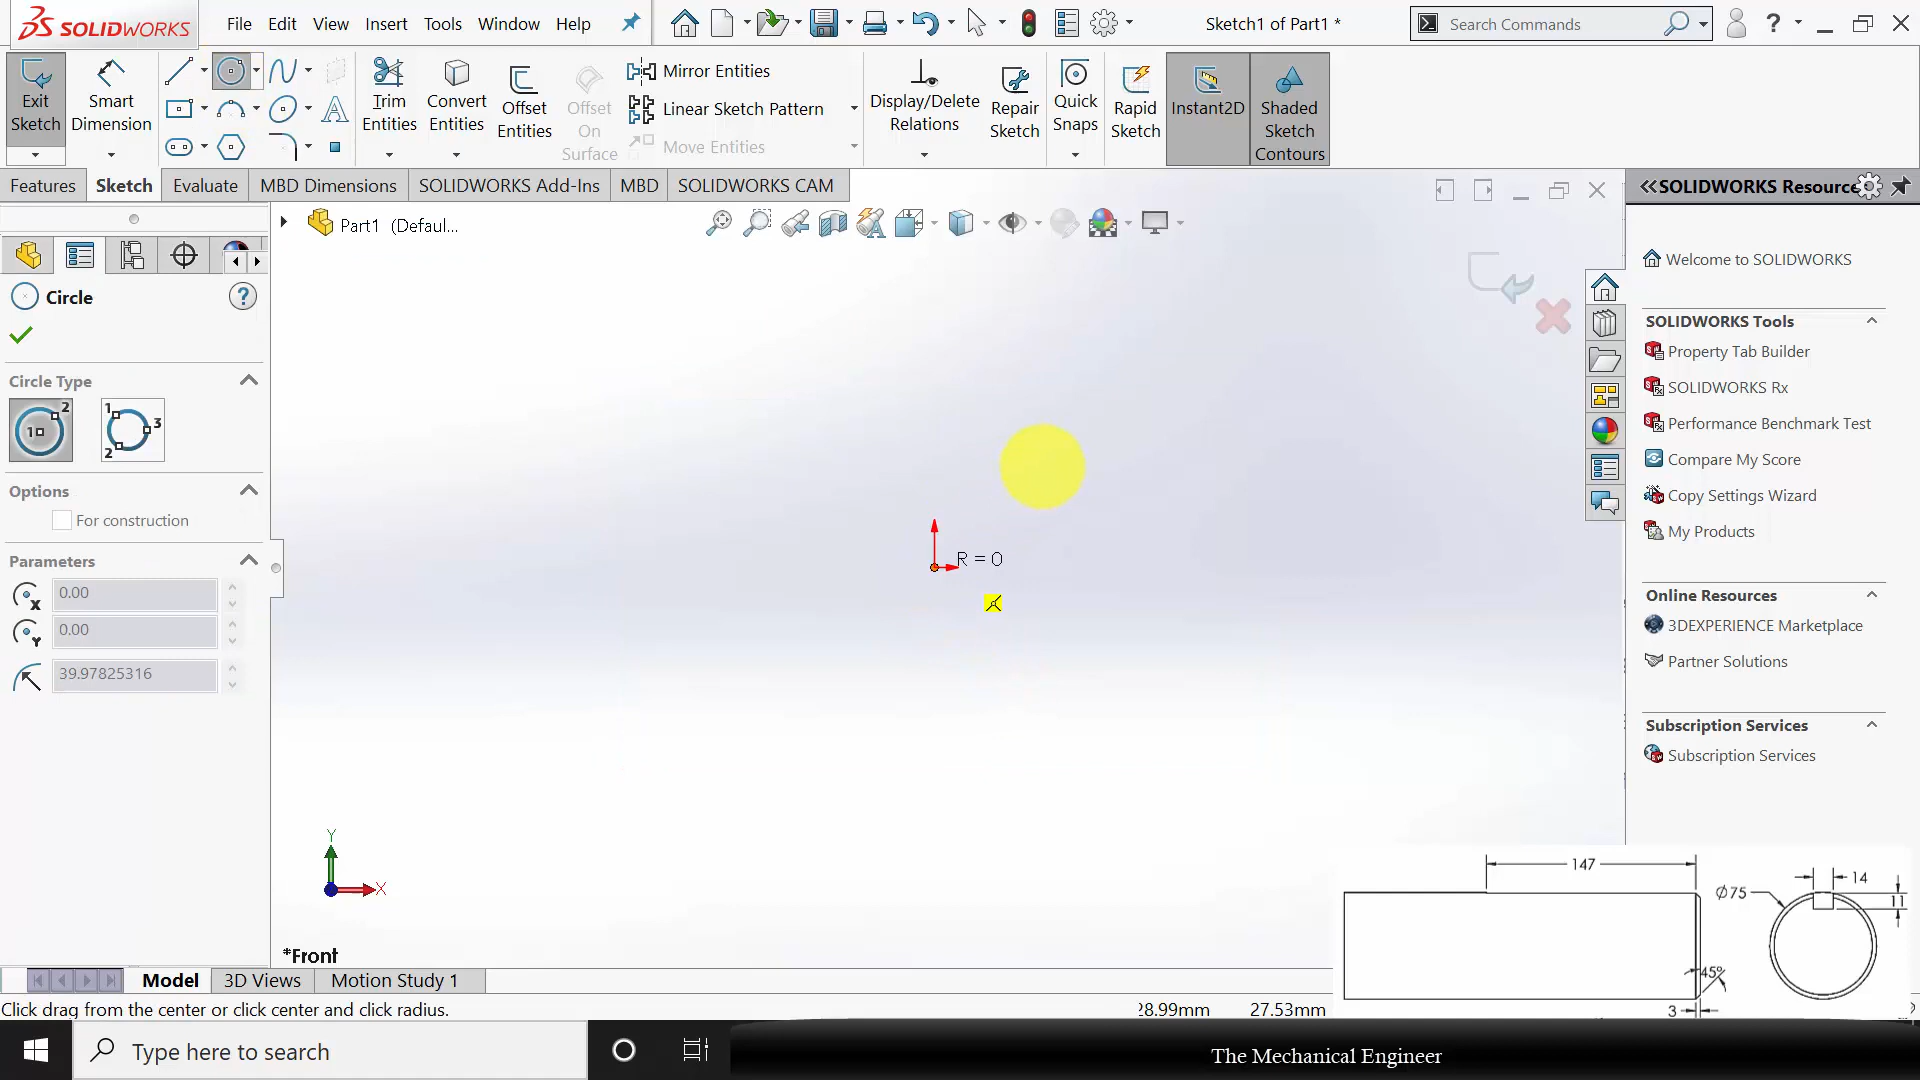 SOLIDWORKS File Edit View Insert Tools Window Help Sketch1 of Part1 * Search Commands ?
Exit Sketch
Smart Dimension
Trim Entities
Convert Entities
Offset Entities
Offset On Surface
Mirror Entities
Linear Sketch Pattern
Move Entities
Display/Delete Relations
Repair Sketch
Quick Snaps
Rapid Sketch
Instant2D
Shaded Sketch Contours
Features Sketch Evaluate MBD Dimensions SOLIDWORKS Add-Ins MBD SOLIDWORKS CAM
Part1 (Defaul...
Circle ?
Circle Type
Options
For construction
Parameters
0.00
0.00
39.97825316
R = 0
Y
X
*Front
SOLIDWORKS Resource
Welcome to SOLIDWORKS
SOLIDWORKS Tools
Property Tab Builder
SOLIDWORKS Rx
Performance Benchmark Test
Compare My Score
Copy Settings Wizard
My Products
Online Resources
3DEXPERIENCE Marketplace
Partner Solutions
Subscription Services
Subscription Services
147
Ø75
14
11
45°
3
Model 3D Views Motion Study 1
Click drag from the center or click center and click radius. 28.99mm 27.53mm
Type here to search
The Mechanical Engineer